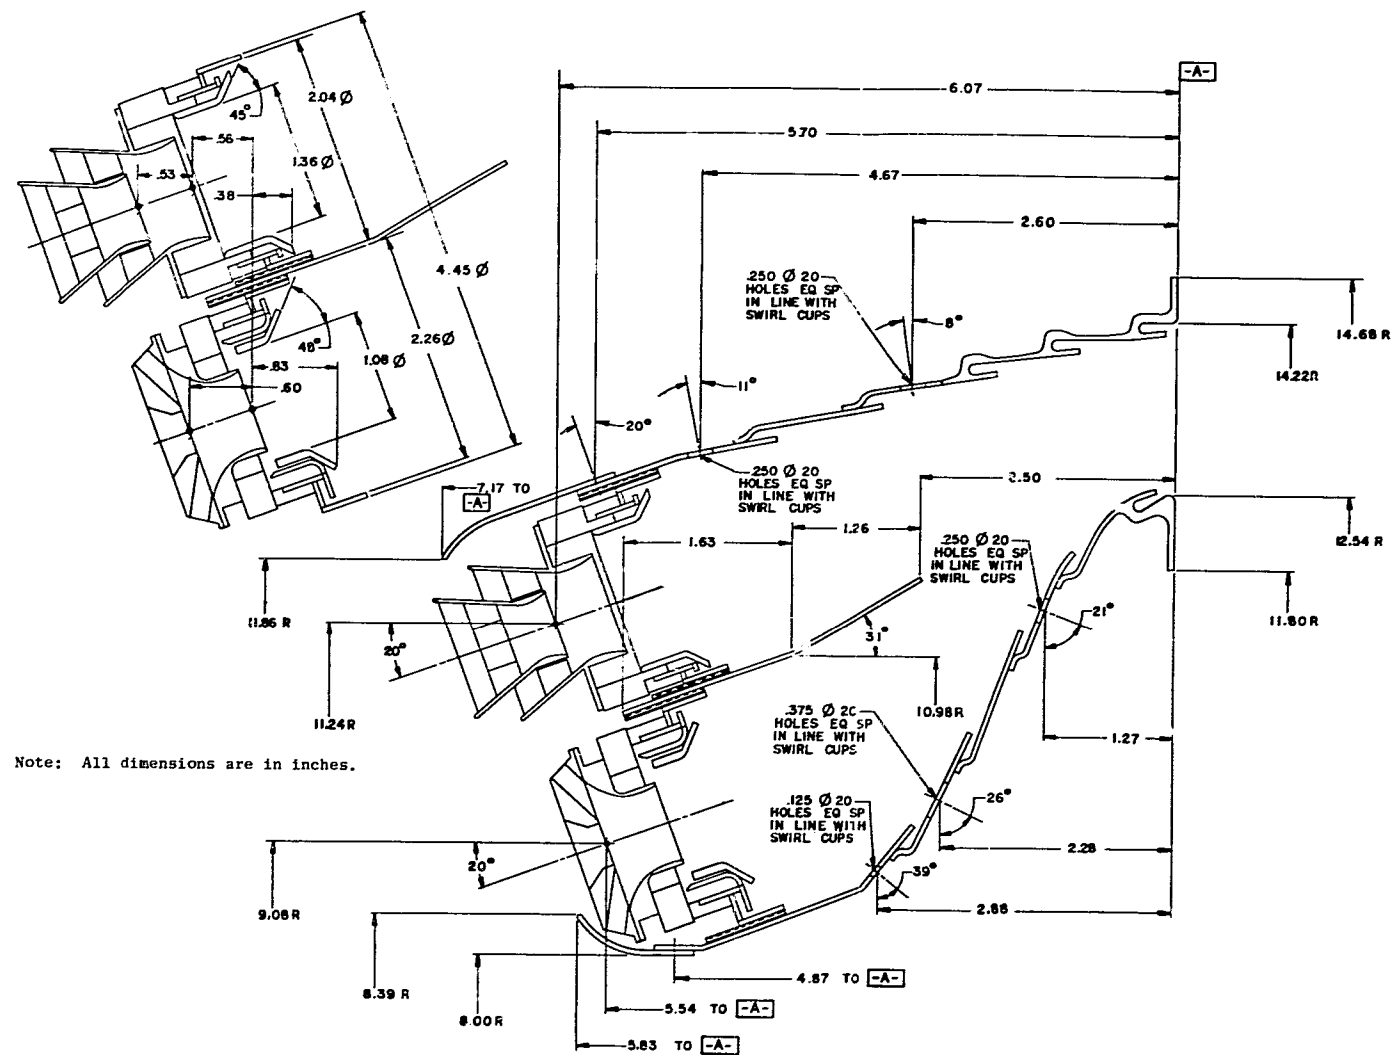 -A-
6.07
5.70
4.67
2.60
2.04 Ø
45°
.56
1.36 Ø
.53
.38
4.45 Ø
48°
1.08 Ø
2.26 Ø
.83
.60
.250 Ø 20
HOLES EQ SP
IN LINE WITH
SWIRL CUPS
8°
14.68 R
14.22R
11°
20°
.250 Ø 20
HOLES EQ SP
IN LINE WITH
SWIRL CUPS
7.17 TO
-A-
1.63
1.26
.250 Ø 20
HOLES EQ SP
IN LINE WITH
SWIRL CUPS
12.54 R
11.86 R
20°
31°
21°
11.80R
11.24R
10.98R
.375 Ø 20
HOLES EQ SP
IN LINE WITH
SWIRL CUPS
1.27
Note: All dimensions are in inches.
.125 Ø 20
HOLES EQ SP
IN LINE WITH
SWIRL CUPS
26°
2.28
20°
39°
9.08R
2.88
8.39 R
8.00R
4.87 TO -A-
5.54 TO -A-
5.83 TO -A-